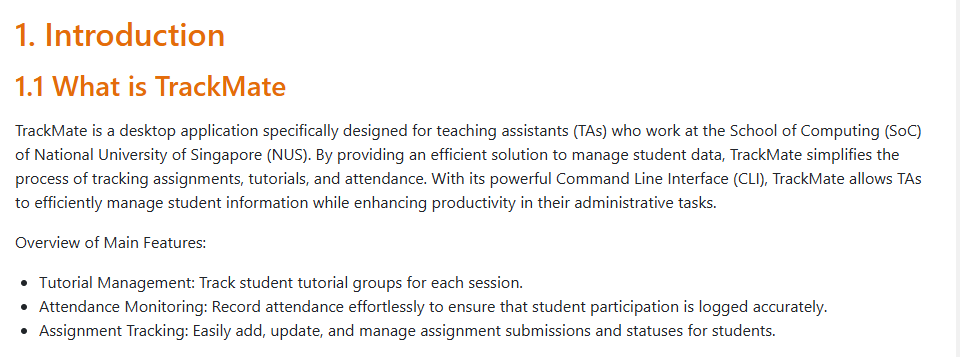 1. Introduction
1.1 What is TrackMate
TrackMate is a desktop application specifically designed for teaching assistants (TAs) who work at the School of Computing (SoC)
of National University of Singapore (NUS). By providing an efficient solution to manage student data, TrackMate simplifies the
process of tracking assignments, tutorials, and attendance. With its powerful Command Line Interface (CLI), TrackMate allows TAs
to efficiently manage student information while enhancing productivity in their administrative tasks.
Overview of Main Features:
• Tutorial Management: Track student tutorial groups for each session.
• Attendance Monitoring: Record attendance effortlessly to ensure that student participation is logged accurately.
• Assignment Tracking: Easily add, update, and manage assignment submissions and statuses for students.